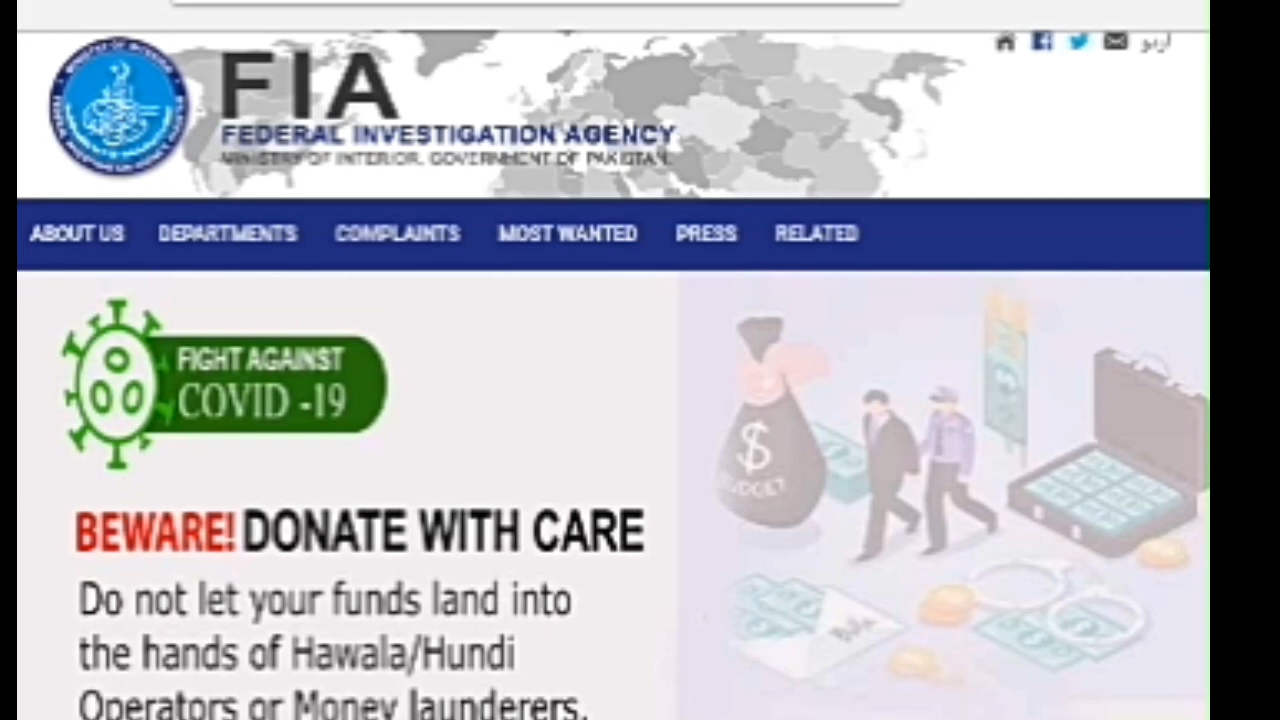 FIA
FEDERAL INVESTIGATION AGENCY
MINISTRY OF INTERIOR, GOVERNMENT OF PAKISTAN
اردو
ABOUT US DEPARTMENTS COMPLAINTS MOST WANTED PRESS RELATED
FIGHT AGAINST
COVID -19
BEWARE! DONATE WITH CARE
Do not let your funds land into
the hands of Hawala/Hundi
Operators or Money launderers.
$
BUDGET